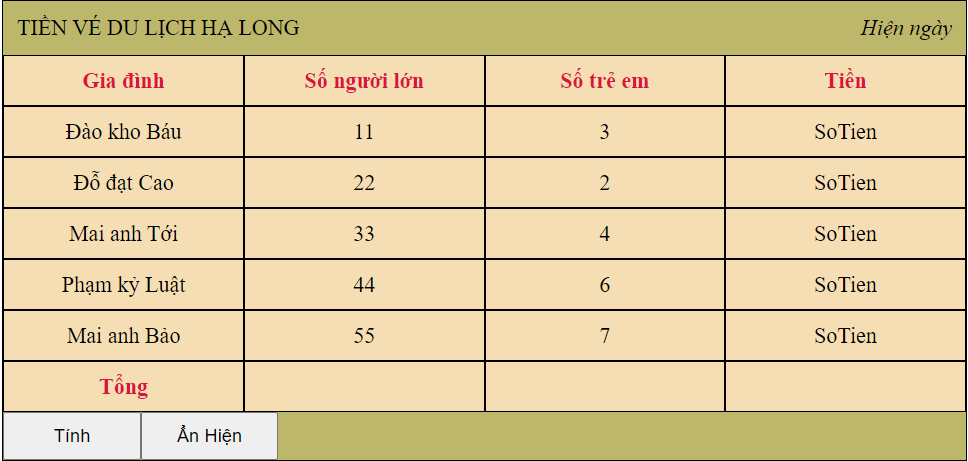 TIỀN VÉ DU LỊCH HẠ LONG Hiện ngày
Gia đình Số người lớn Số trẻ em Tiền
Đào kho Báu 11 3 SoTien
Đỗ đạt Cao 22 2 SoTien
Mai anh Tới 33 4 SoTien
Phạm kỷ Luật 44 6 SoTien
Mai anh Bảo 55 7 SoTien
Tổng
Tính Ẩn Hiện